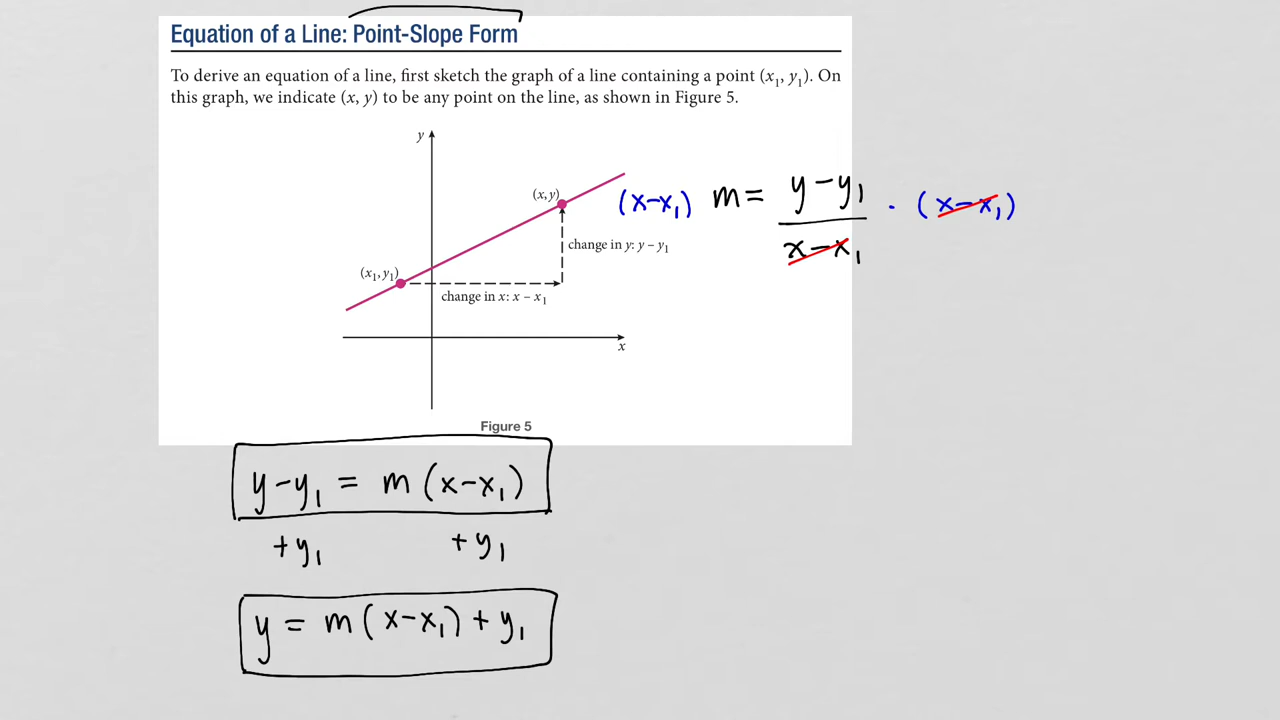 Equation of a Line: Point-Slope Form
To derive an equation of a line, first sketch the graph of a line containing a point (x₁, y₁). On
this graph, we indicate (x, y) to be any point on the line, as shown in Figure 5.
y
(x, y)
(x₁, y₁)
change in y: y – y₁
change in x: x – x₁
x
Figure 5
(x-x₁) m = y-y₁ / x-x₁ · (x-x₁)
y-y₁ = m(x-x₁)
+y₁ +y₁
y = m(x-x₁)+y₁